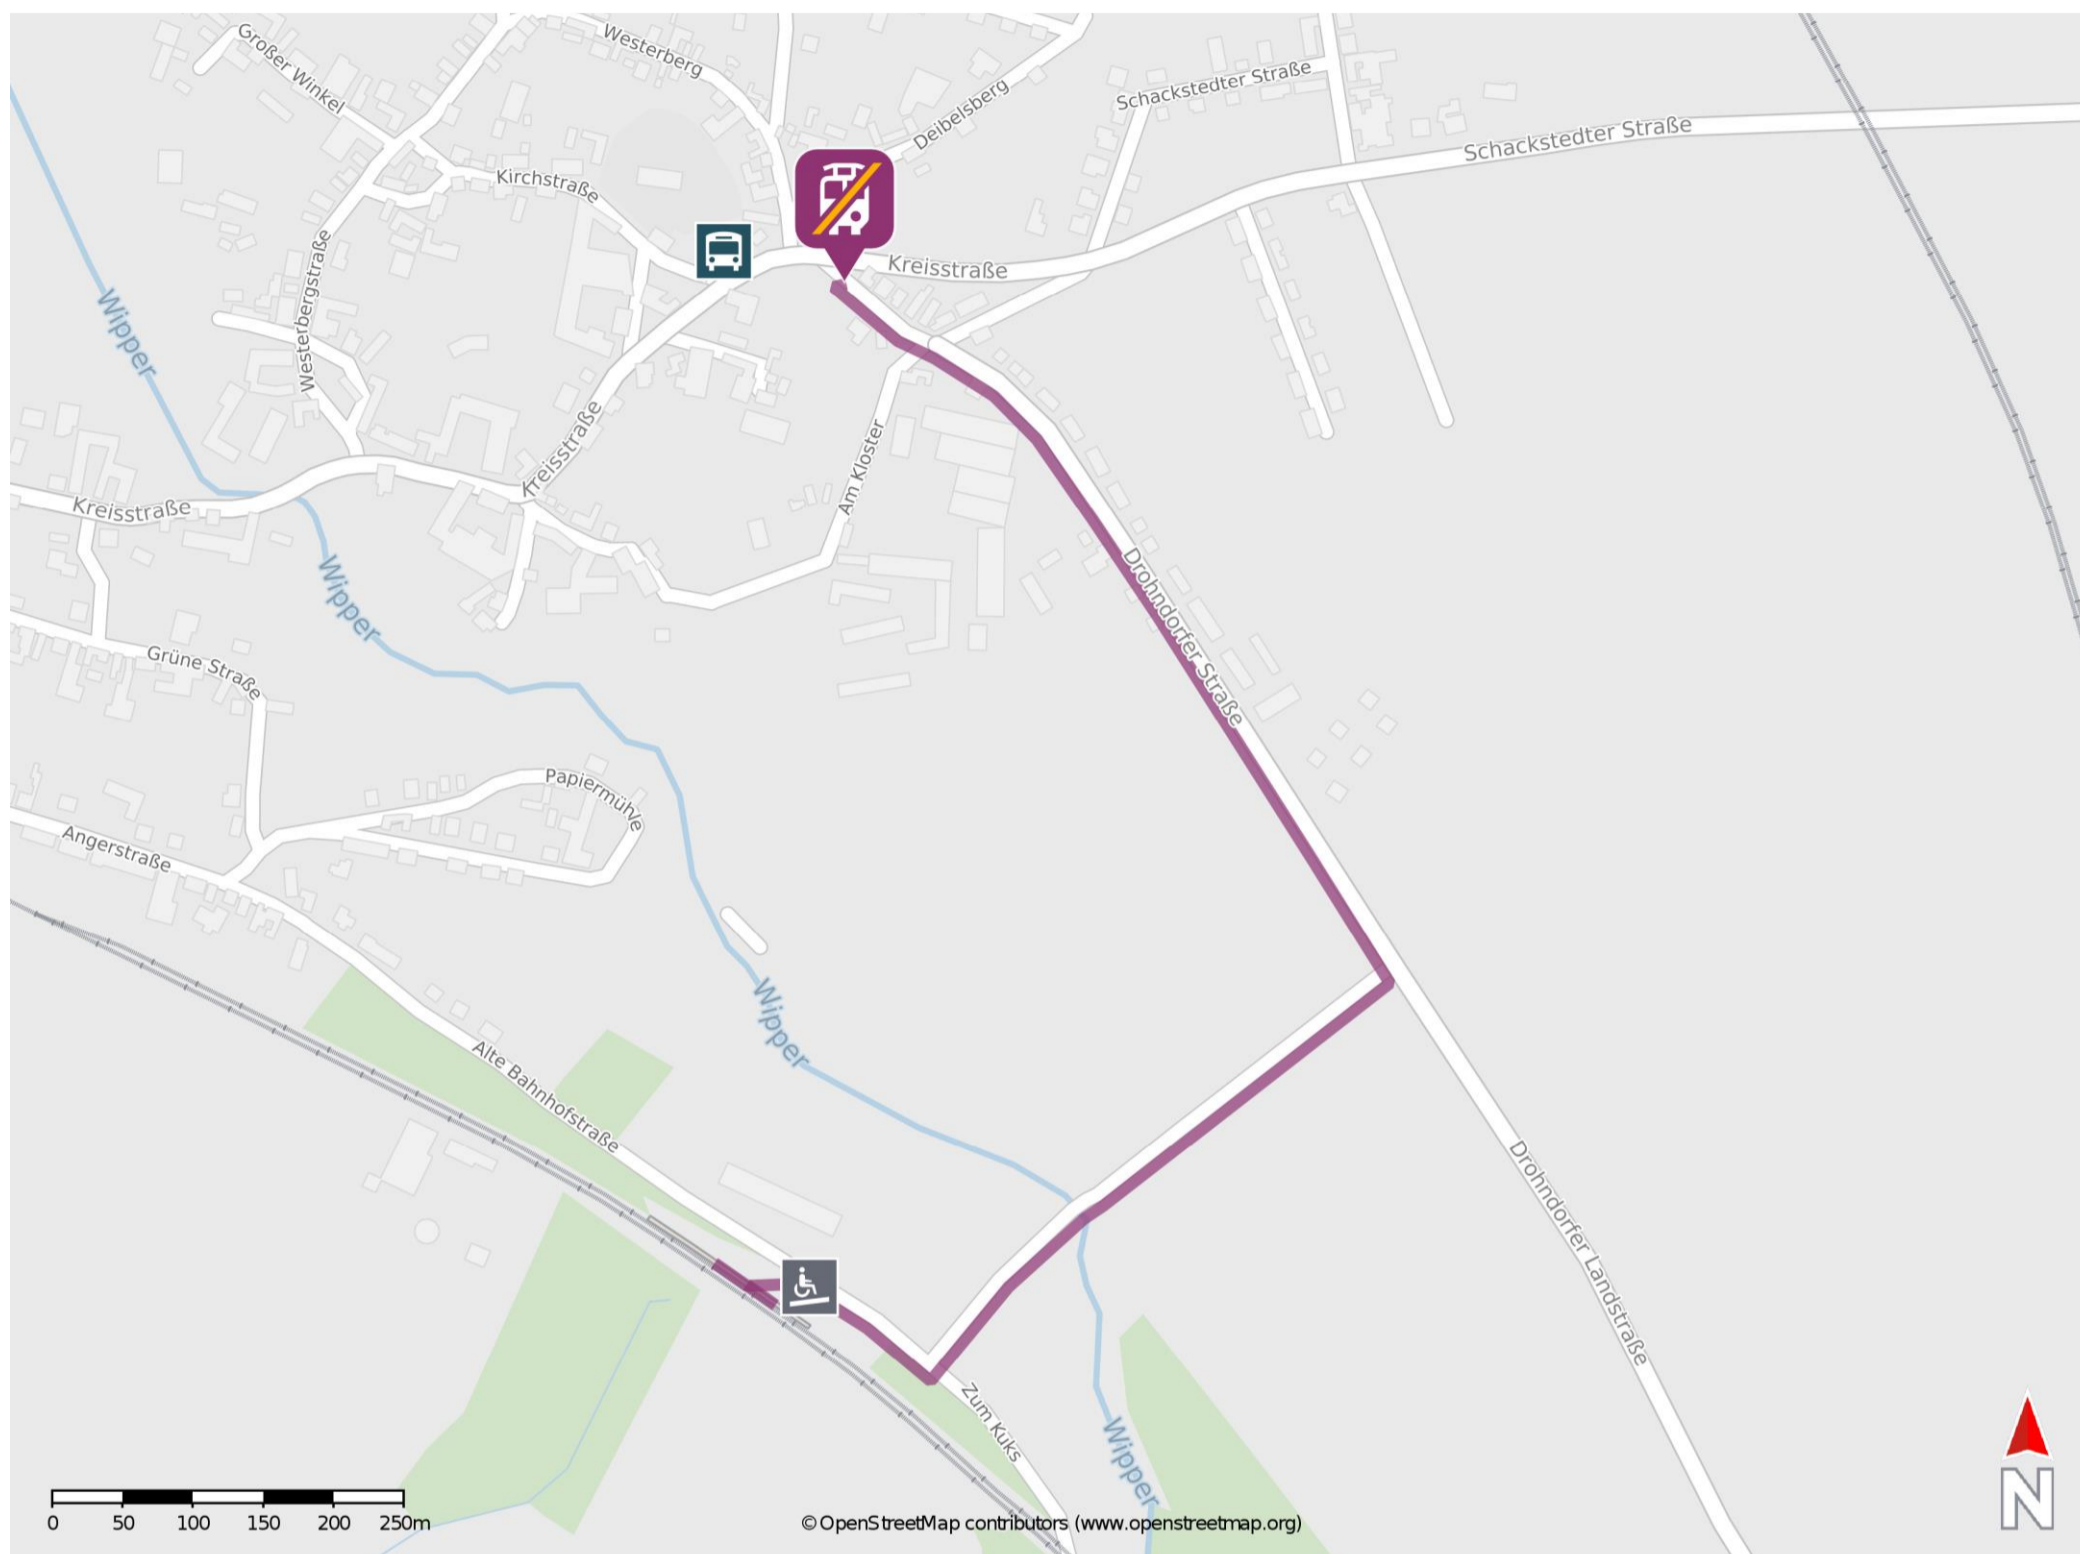 Großer Winkel
Westerberg
Deibelsberg
Schackstedter Straße
Schackstedter Straße
Kirchstraße
Kreisstraße
Westerbergstraße
Wipper
Kreisstraße
Am Kloster
Kreisstraße
Wipper
Drohndorfer Straße
Grüne Straße
Papiermühle
Angerstraße
Wipper
Alte Bahnhofstraße
Drohndorfer Landstraße
Zum Kuks
Wipper
N
0 50 100 150 200 250m
© OpenStreetMap contributors (www.openstreetmap.org)